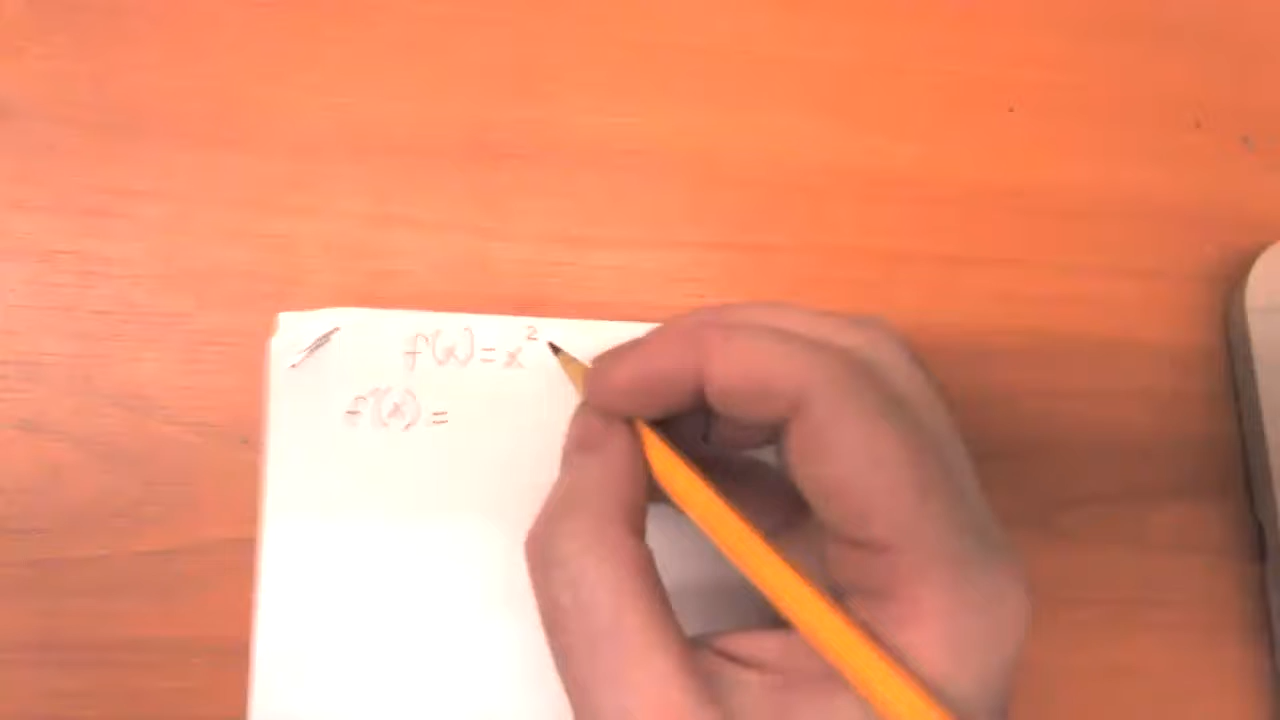 f(x) = x²
f'(x) =